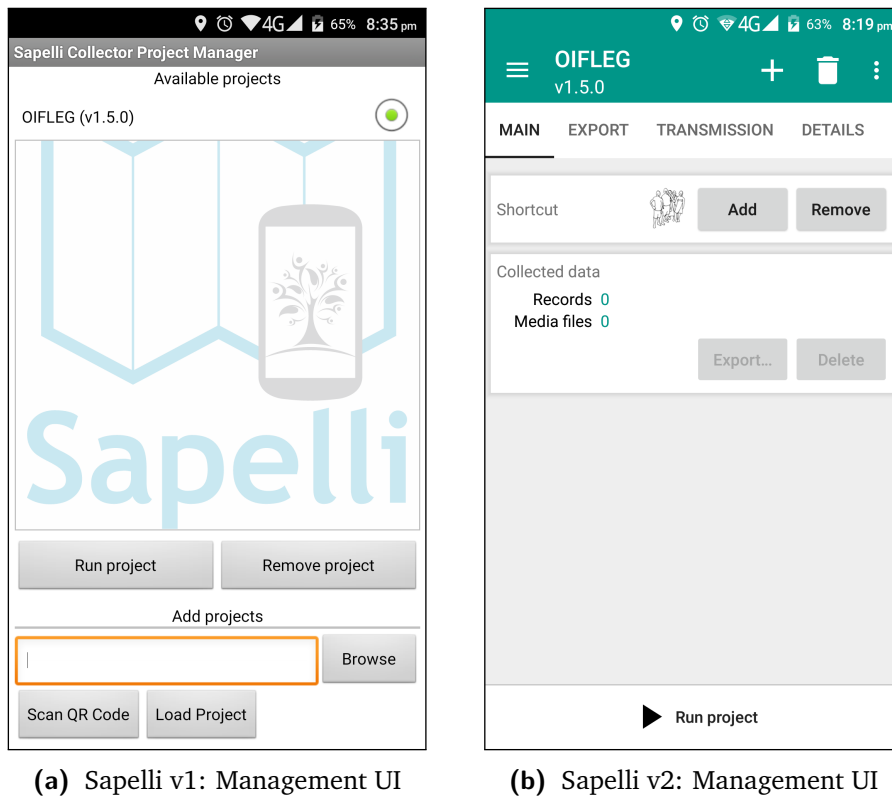 4G 65% 8:35 pm
Sapelli Collector Project Manager
Available projects
OIFLEG (v1.5.0)
Sapelli
Run project Remove project
Add projects
Browse
Scan QR Code Load Project
(a) Sapelli v1: Management UI
4G 63% 8:19 pm
OIFLEG
v1.5.0
MAIN EXPORT TRANSMISSION DETAILS
Shortcut Add Remove
Collected data
Records 0
Media files 0
Export... Delete
Run project
(b) Sapelli v2: Management UI